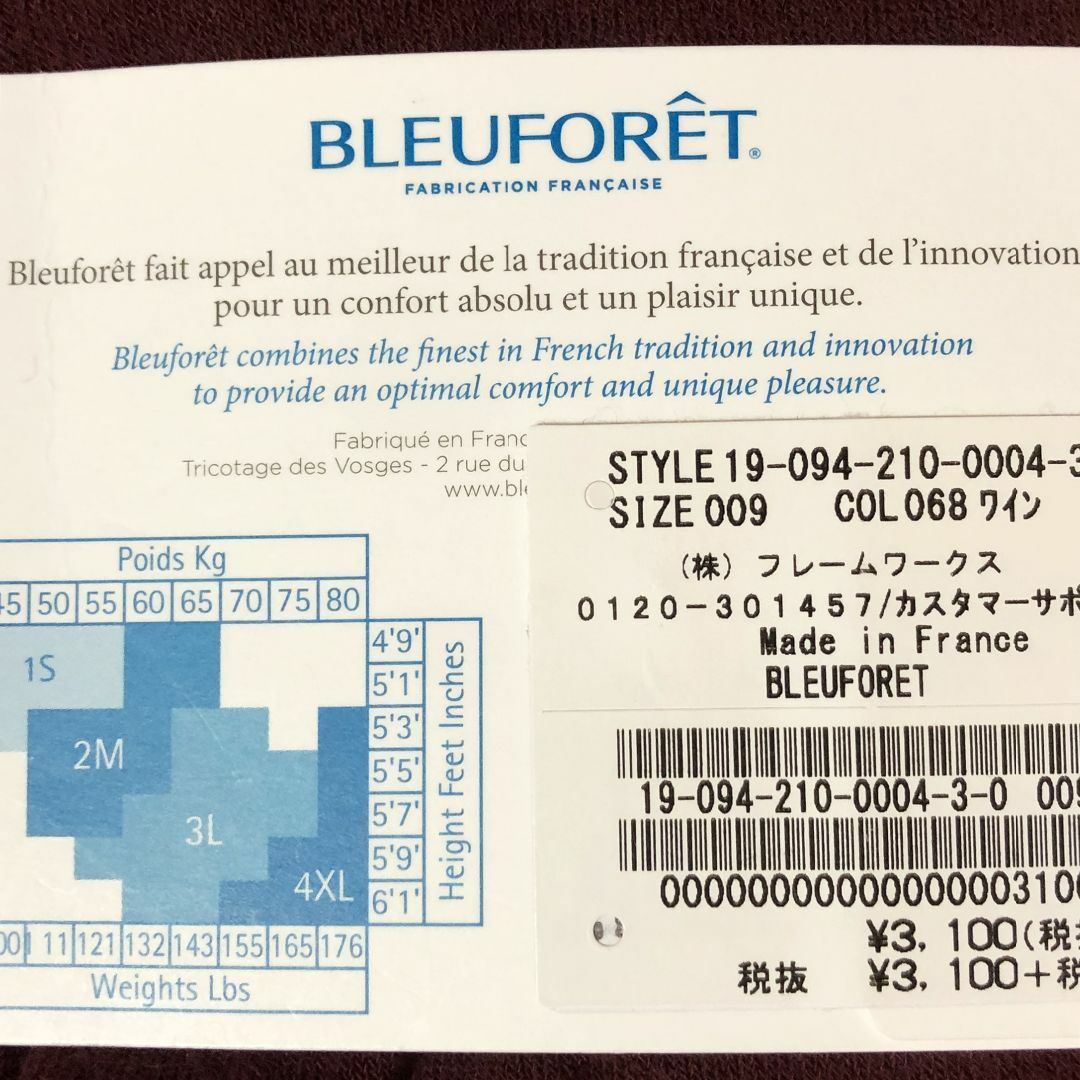 BLEUFORÊT®
FABRICATION FRANÇAISE
Bleuforêt fait appel au meilleur de la tradition française et de l'innovation
pour un confort absolu et un plaisir unique.
Bleuforêt combines the finest in French tradition and innovation
to provide an optimal comfort and unique pleasure.
Fabriqué en Franc
Tricotage des Vosges - 2 rue du
www.ble
Poids Kg
45 50 55 60 65 70 75 80
1S
2M
3L
4XL
4'9'
5'1'
5'3'
5'5'
5'7'
5'9'
6'1'
Height Feet Inches
00 111 121 132 143 155 165 176
Weights Lbs
STYLE 19-094-210-0004-3
SIZE 009 COL 068 ワイン
(株) フレームワークス
0120-301457/カスタマーサポ
Made in France
BLEUFORET
19-094-210-0004-3-0 009
00000000000000000310
¥3,100(税抜
税抜 ¥3,100+税